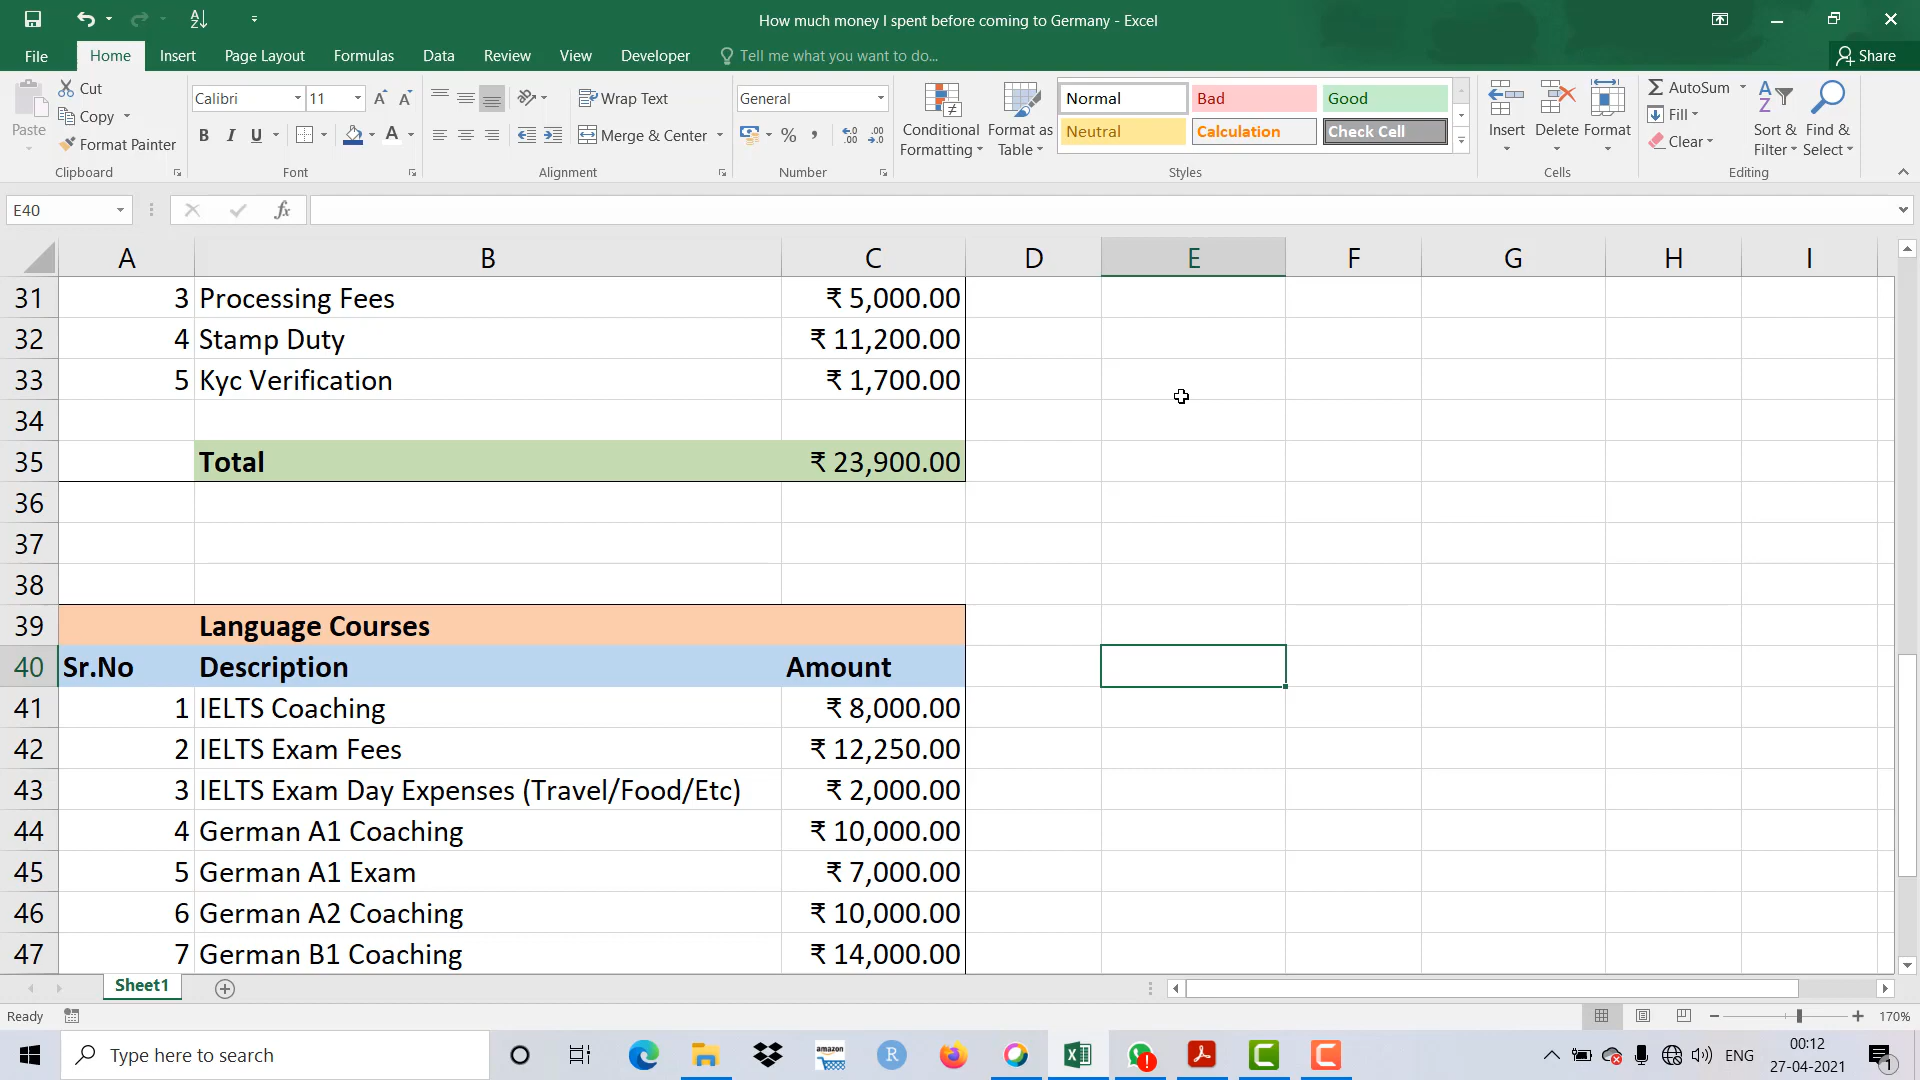 How much money I spent before coming to Germany - Excel
File Home Insert Page Layout Formulas Data Review View Developer Tell me what you want to do... Share
Paste
Cut
Copy
Format Painter
Clipboard
Calibri 11
B I U
Font
Wrap Text
Merge & Center
Alignment
General
%
Number
Conditional Formatting
Format as Table
Normal Bad Good
Neutral Calculation Check Cell
Styles
Insert Delete Format
Cells
AutoSum
Fill
Clear
Sort & Filter
Find & Select
Editing
E40 fx
A B C D E F G H I
31 3 Processing Fees ₹ 5,000.00
32 4 Stamp Duty ₹ 11,200.00
33 5 Kyc Verification ₹ 1,700.00
34
35 Total ₹ 23,900.00
36
37
38
39 Language Courses
40 Sr.No Description Amount
41 1 IELTS Coaching ₹ 8,000.00
42 2 IELTS Exam Fees ₹ 12,250.00
43 3 IELTS Exam Day Expenses (Travel/Food/Etc) ₹ 2,000.00
44 4 German A1 Coaching ₹ 10,000.00
45 5 German A1 Exam ₹ 7,000.00
46 6 German A2 Coaching ₹ 10,000.00
47 7 German B1 Coaching ₹ 14,000.00
Sheet1
Ready 170%
Type here to search
amazon
R
ENG
00:12
27-04-2021
1